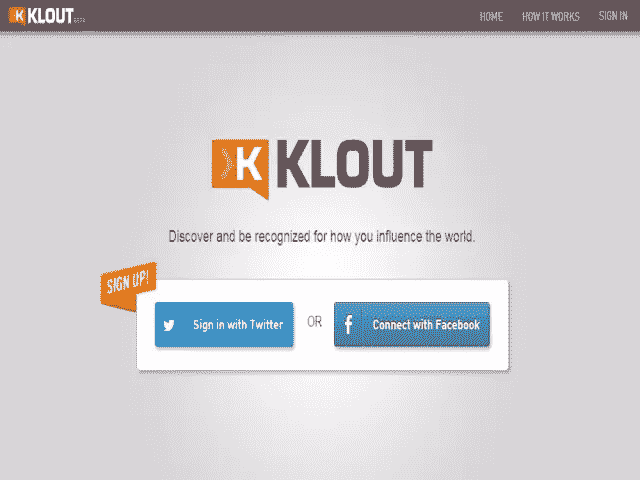 K KLOUT BETA
HOME HOW IT WORKS SIGN IN
K KLOUT
Discover and be recognized for how you influence the world.
SIGN UP!
Sign in with Twitter OR f Connect with Facebook